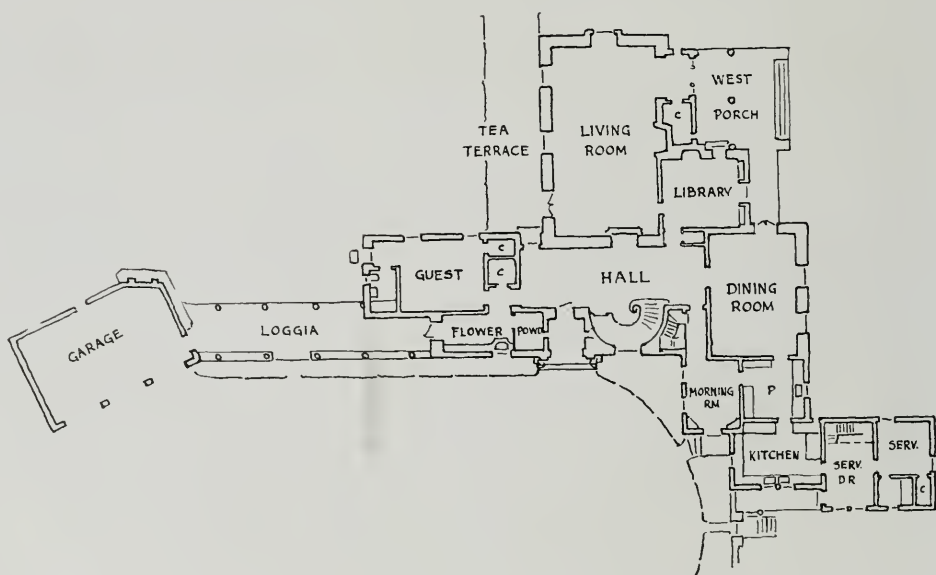 WEST
PORCH
TEA
TERRACE
LIVING
ROOM
C
LIBRARY
GUEST
C
C
HALL
DINING
ROOM
GARAGE
LOGGIA
FLOWER
POWD
MORNING
RM
P
KITCHEN
SERV.
DR
SERV.
C